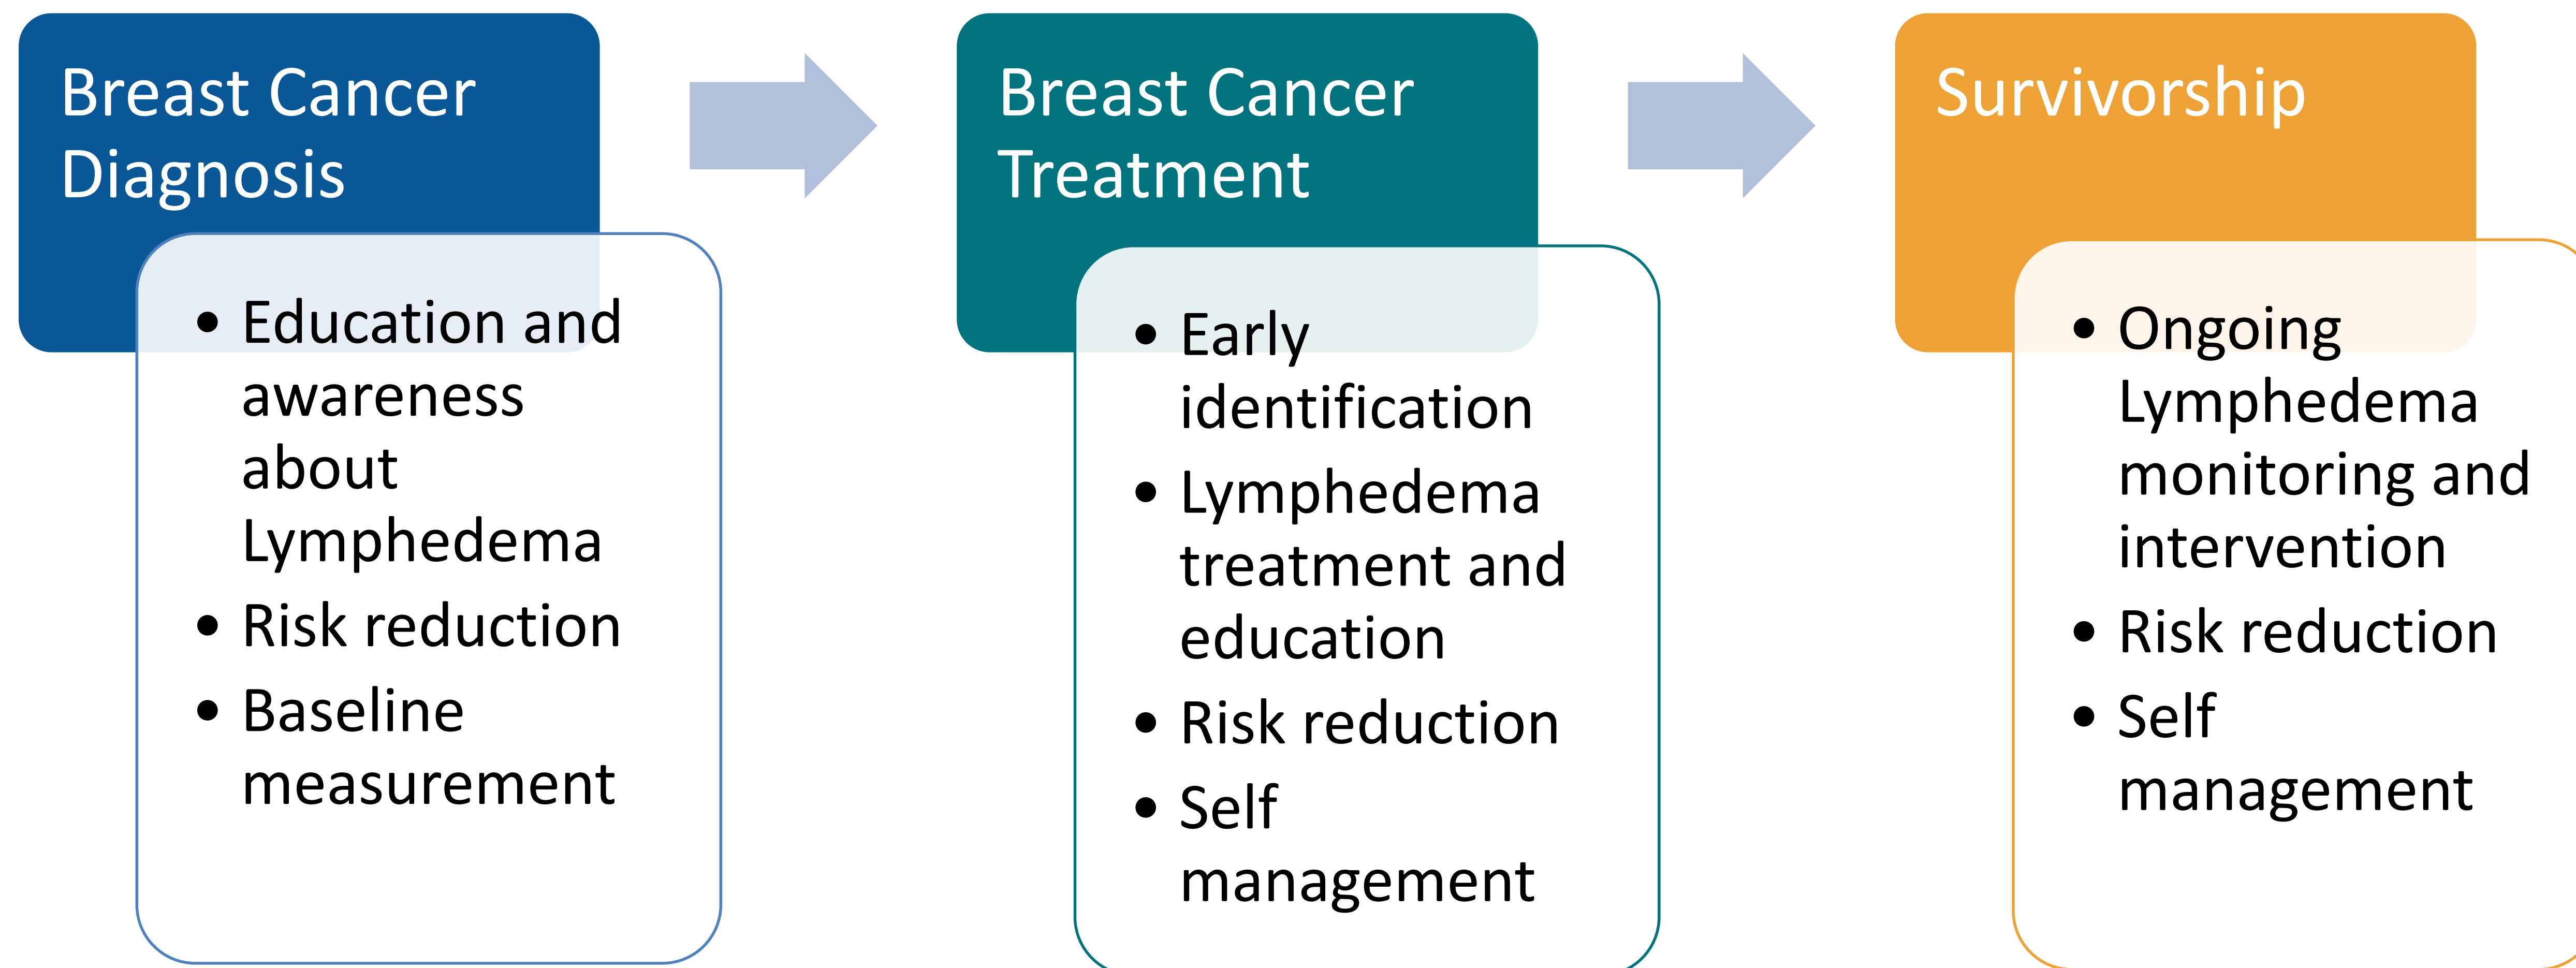 Breast Cancer
Diagnosis
• Education and
awareness
about
Lymphedema
• Risk reduction
• Baseline
measurement
Breast Cancer
Treatment
• Early
identification
• Lymphedema
treatment and
education
• Risk reduction
• Self
management
Survivorship
• Ongoing
Lymphedema
monitoring and
intervention
• Risk reduction
• Self
management